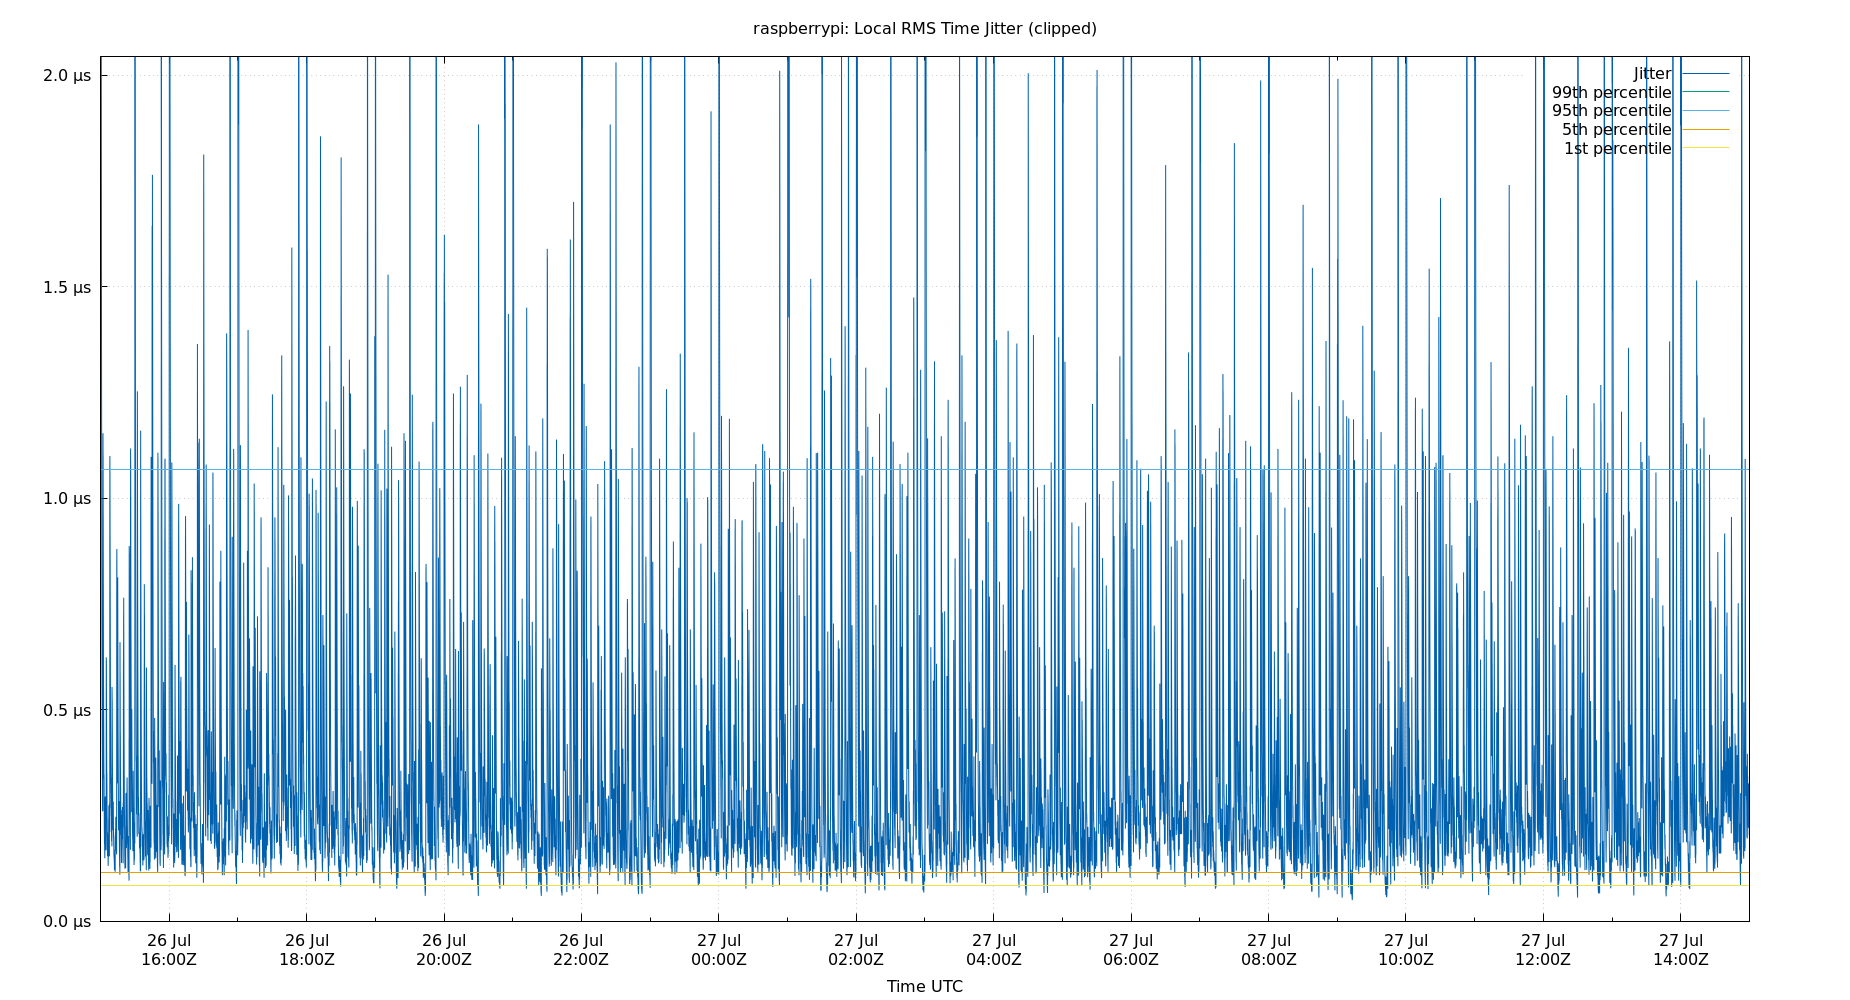 raspberrypi: Local RMS Time Jitter (clipped)
2.0 µs
1.5 µs
1.0 µs
0.5 µs
0.0 µs
Jitter
99th percentile
95th percentile
5th percentile
1st percentile
26 Jul 26 Jul 26 Jul 26 Jul 27 Jul 27 Jul 27 Jul 27 Jul 27 Jul 27 Jul 27 Jul 27 Jul
16:00Z 18:00Z 20:00Z 22:00Z 00:00Z 02:00Z 04:00Z 06:00Z 08:00Z 10:00Z 12:00Z 14:00Z
Time UTC